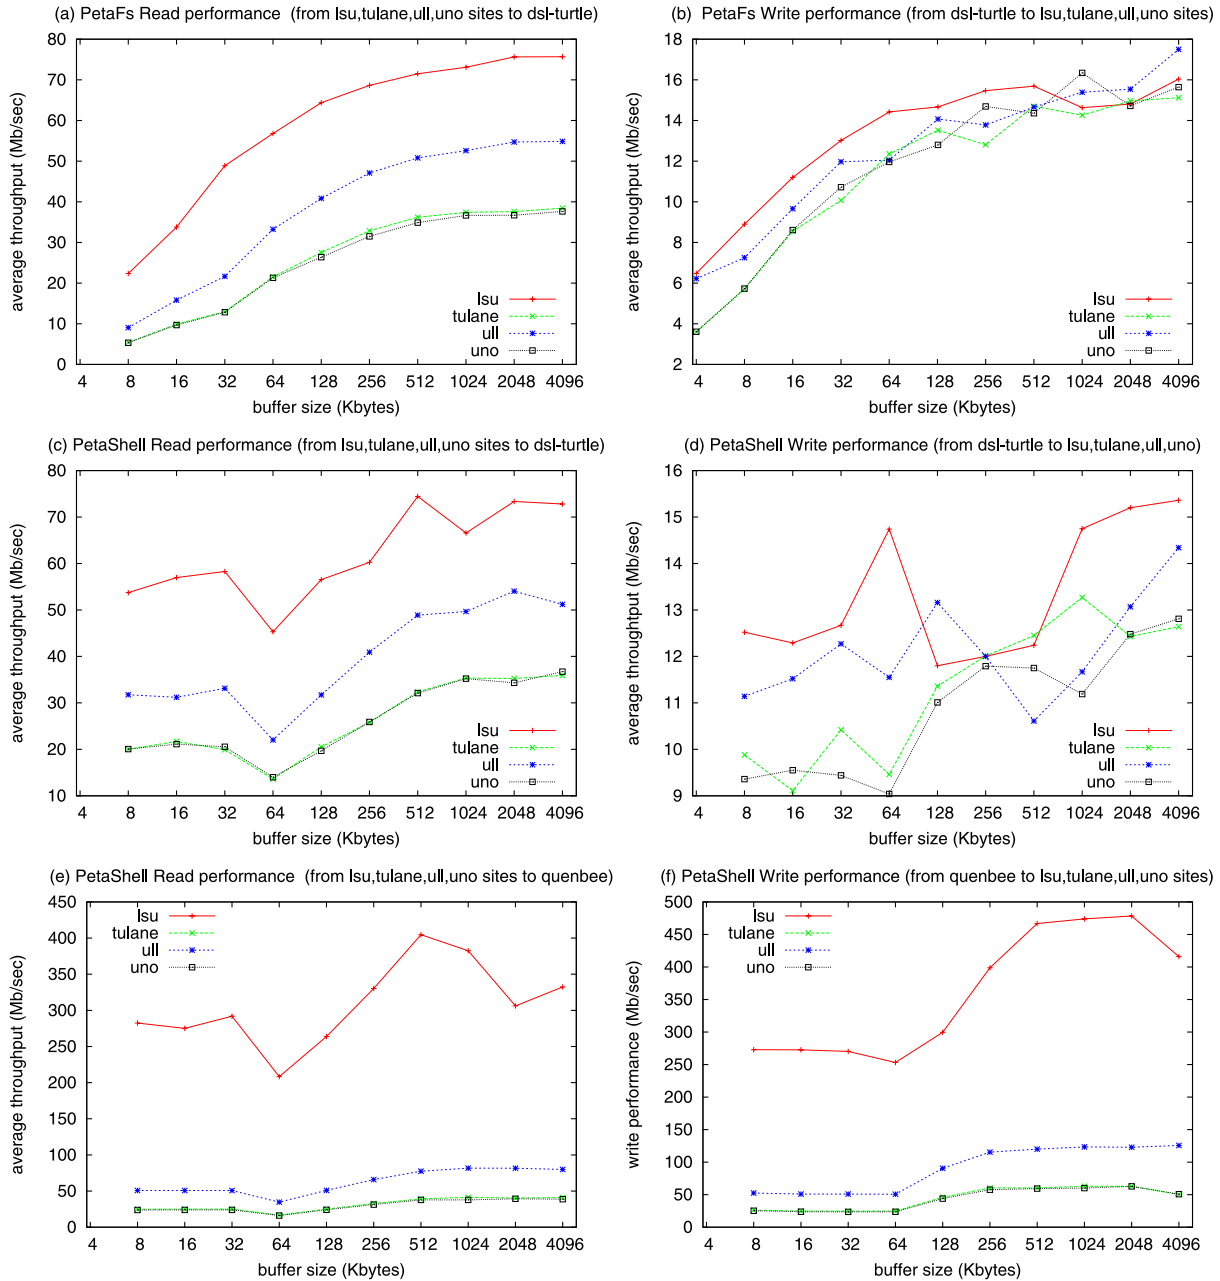 (a) PetaFs Read performance (from lsu,tulane,ull,uno sites to dsl-turtle)
average throughput (Mb/sec)
80
70
60
50
40
30
20
10
0
lsu
tulane
ull
uno
4 8 16 32 64 128 256 512 1024 2048 4096
buffer size (Kbytes)
(b) PetaFs Write performance (from dsl-turtle to lsu,tulane,ull,uno sites)
average throughput (Mb/sec)
18
16
14
12
10
8
6
4
2
lsu
tulane
ull
uno
4 8 16 32 64 128 256 512 1024 2048 4096
buffer size (Kbytes)
(c) PetaShell Read performance (from lsu,tulane,ull,uno sites to dsl-turtle)
average throughput (Mb/sec)
80
70
60
50
40
30
20
10
lsu
tulane
ull
uno
4 8 16 32 64 128 256 512 1024 2048 4096
buffer size (Kbytes)
(d) PetaShell Write performance (from dsl-turtle to lsu,tulane,ull,uno)
average throughtput (Mb/sec)
16
15
14
13
12
11
10
9
lsu
tulane
ull
uno
4 8 16 32 64 128 256 512 1024 2048 4096
buffer size (Kbytes)
(e) PetaShell Read performance (from lsu,tulane,ull,uno sites to quenbee)
average throughput (Mb/sec)
450
400
350
300
250
200
150
100
50
0
lsu
tulane
ull
uno
4 8 16 32 64 128 256 512 1024 2048 4096
buffer size (Kbytes)
(f) PetaShell Write performance (from quenbee to lsu,tulane,ull,uno sites)
write performance (Mb/sec)
500
450
400
350
300
250
200
150
100
50
0
lsu
tulane
ull
uno
4 8 16 32 64 128 256 512 1024 2048 4096
buffer size (Kbytes)